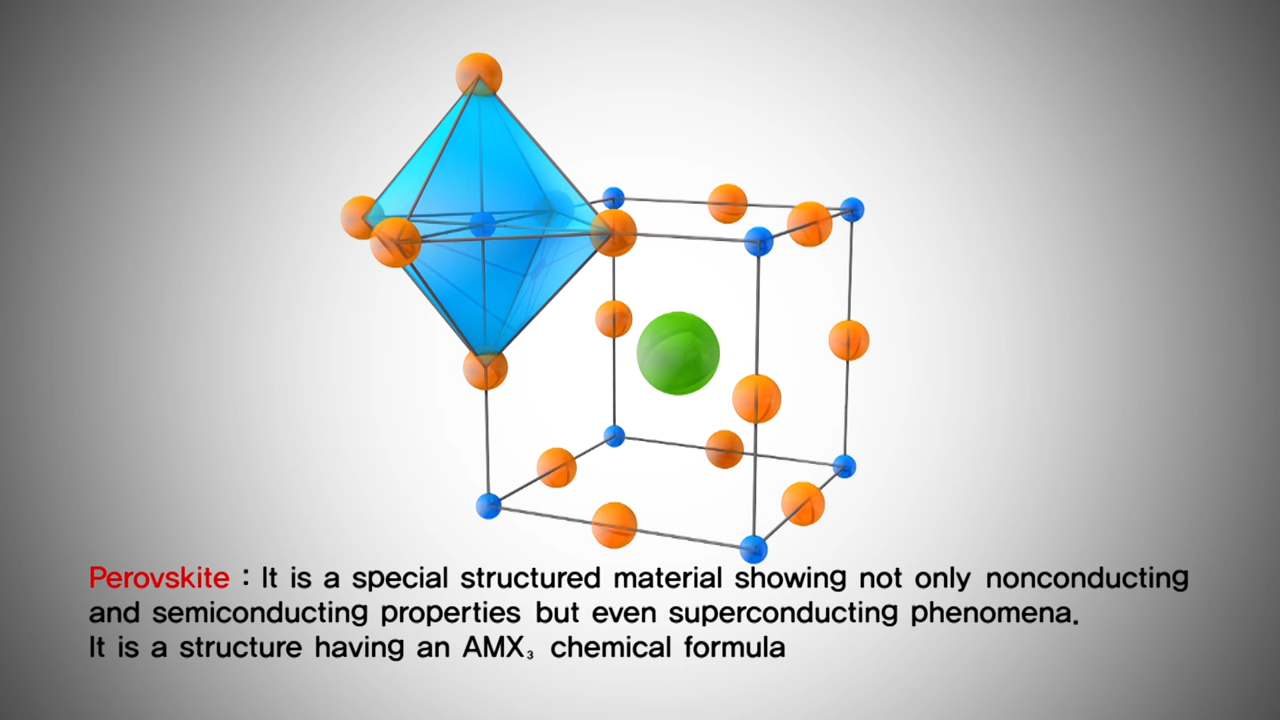 Perovskite : It is a special structured material showing not only nonconducting
and semiconducting properties but even superconducting phenomena.
It is a structure having an AMX₃ chemical formula